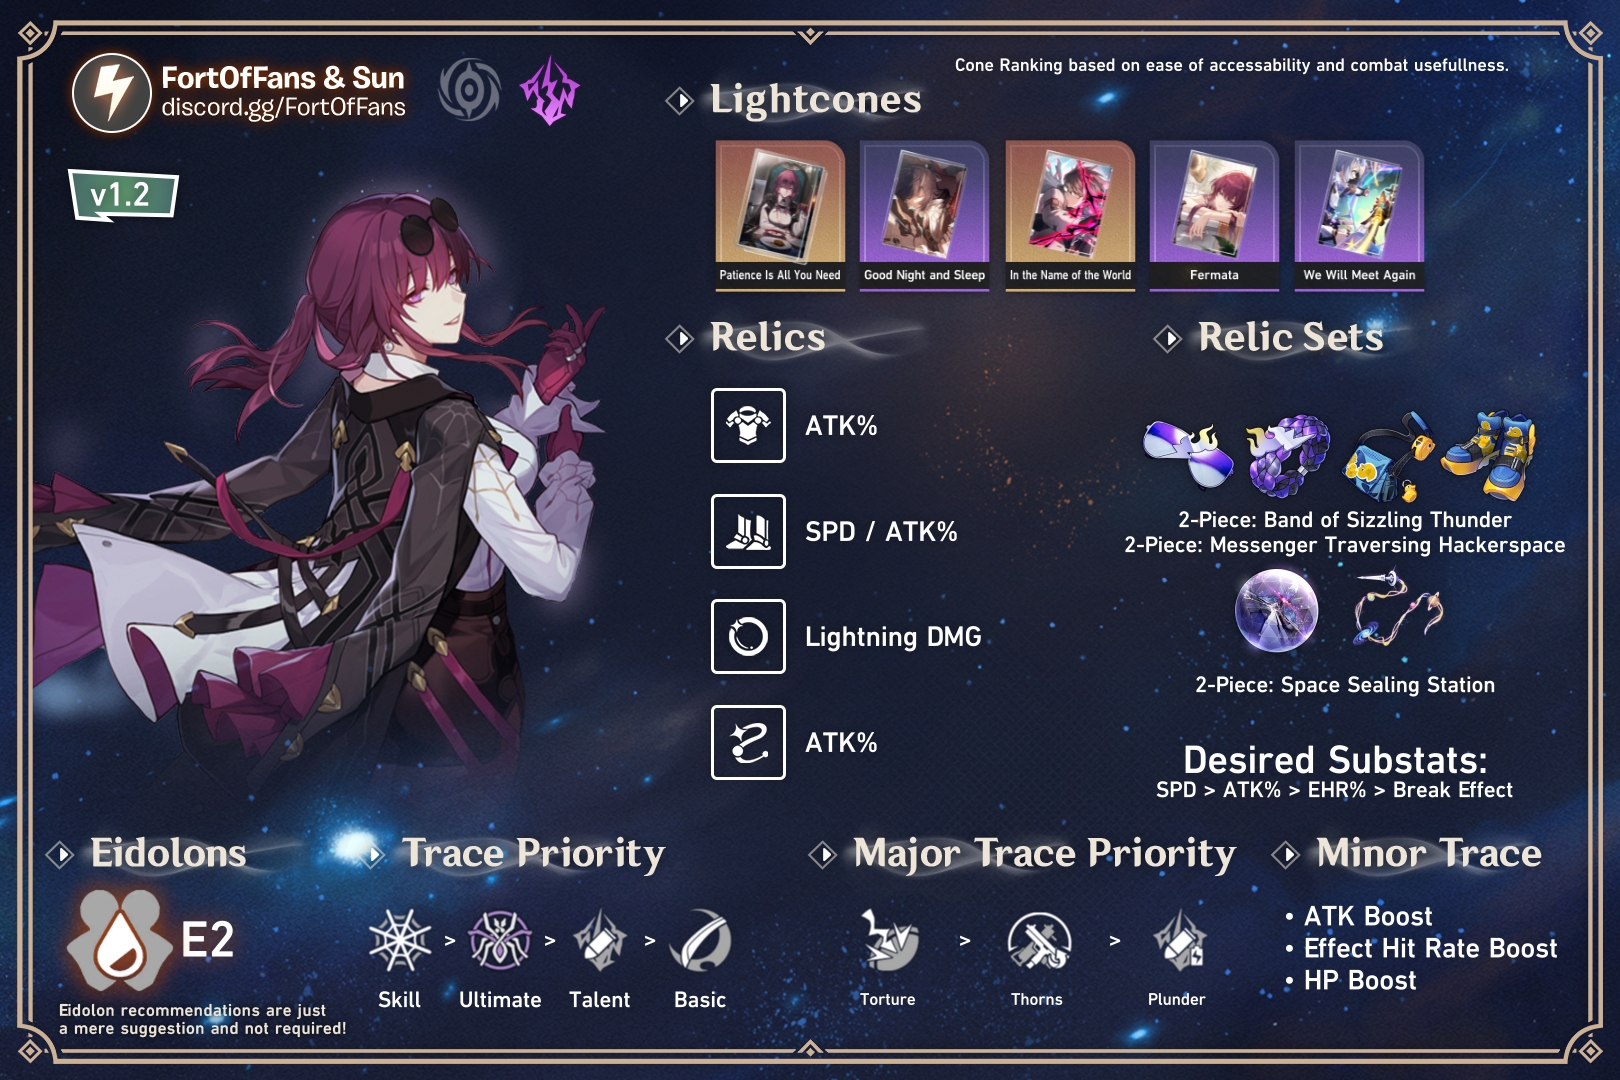 FortOfFans & Sun
discord.gg/FortOfFans
v1.2
Cone Ranking based on ease of accessability and combat usefullness.
Lightcones
Patience Is All You Need
Good Night and Sleep
In the Name of the World
Fermata
We Will Meet Again
Relics
ATK%
SPD / ATK%
Lightning DMG
ATK%
Relic Sets
2-Piece: Band of Sizzling Thunder
2-Piece: Messenger Traversing Hackerspace
2-Piece: Space Sealing Station
Desired Substats:
SPD > ATK% > EHR% > Break Effect
Eidolons
E2
Eidolon recommendations are just
a mere suggestion and not required!
Trace Priority
> > >
Skill Ultimate Talent Basic
Major Trace Priority
> >
Torture Thorns Plunder
Minor Trace
• ATK Boost
• Effect Hit Rate Boost
• HP Boost